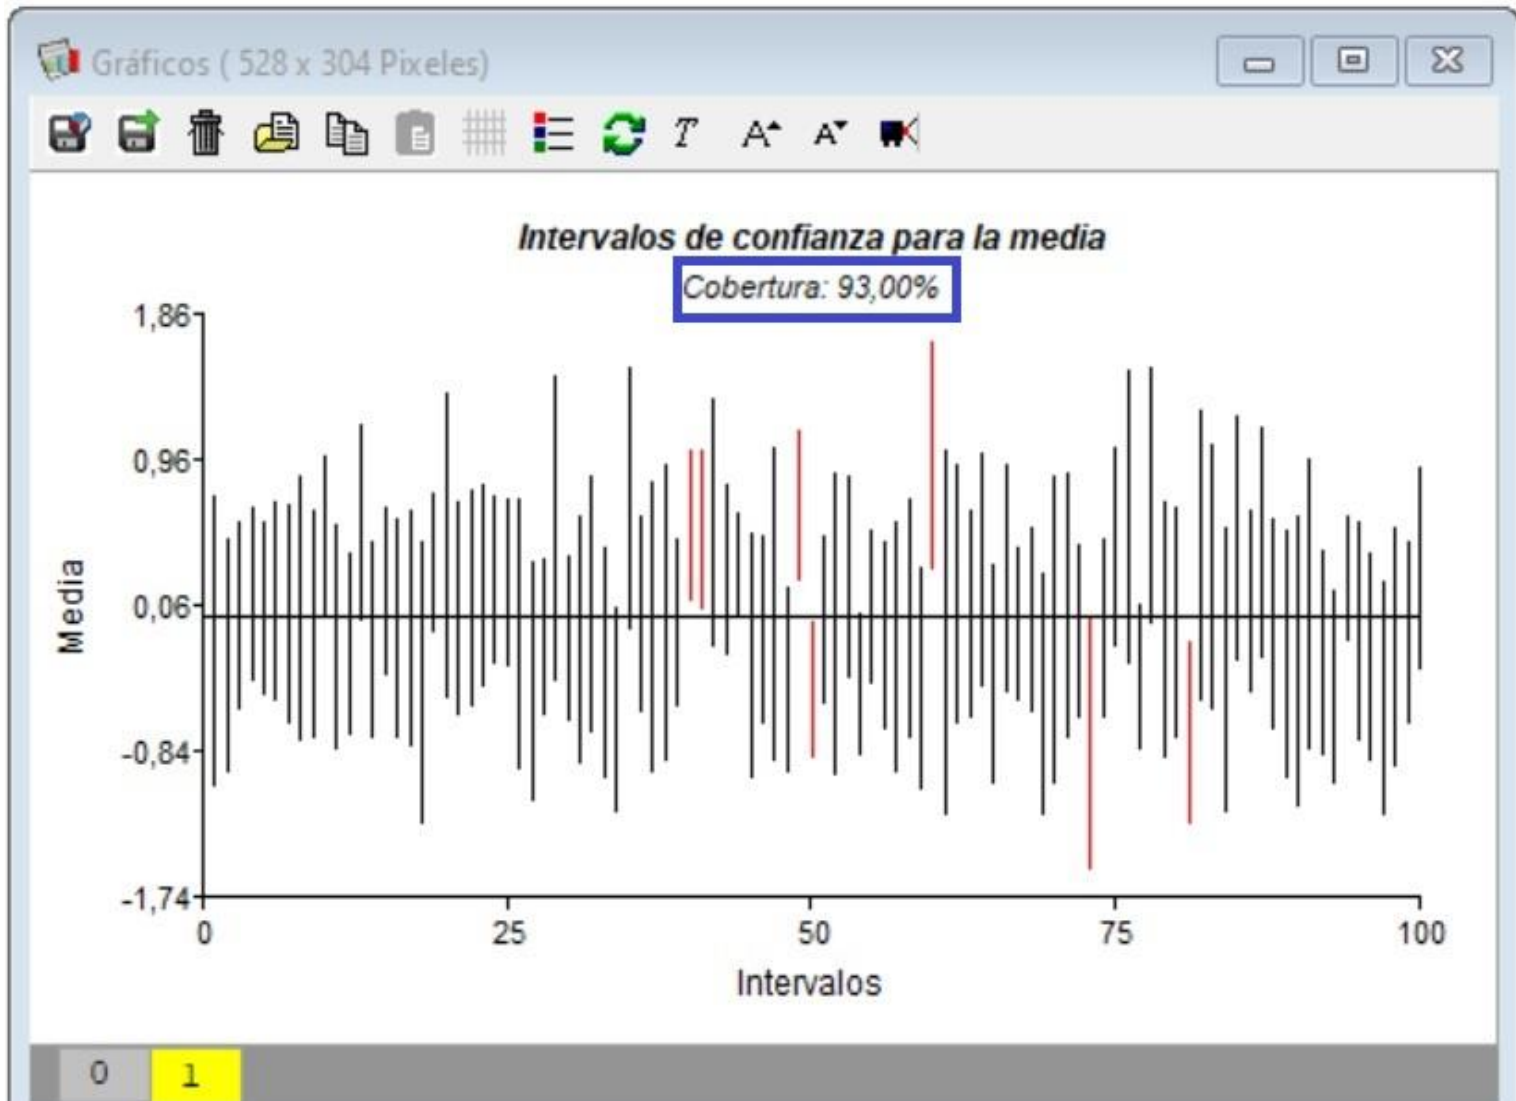 Gráficos ( 528 x 304 Pixeles)
T A A
Intervalos de confianza para la media
Cobertura: 93,00%
1,86
0,96
0,06
-0,84
-1,74
Media
0 25 50 75 100
Intervalos
0 1